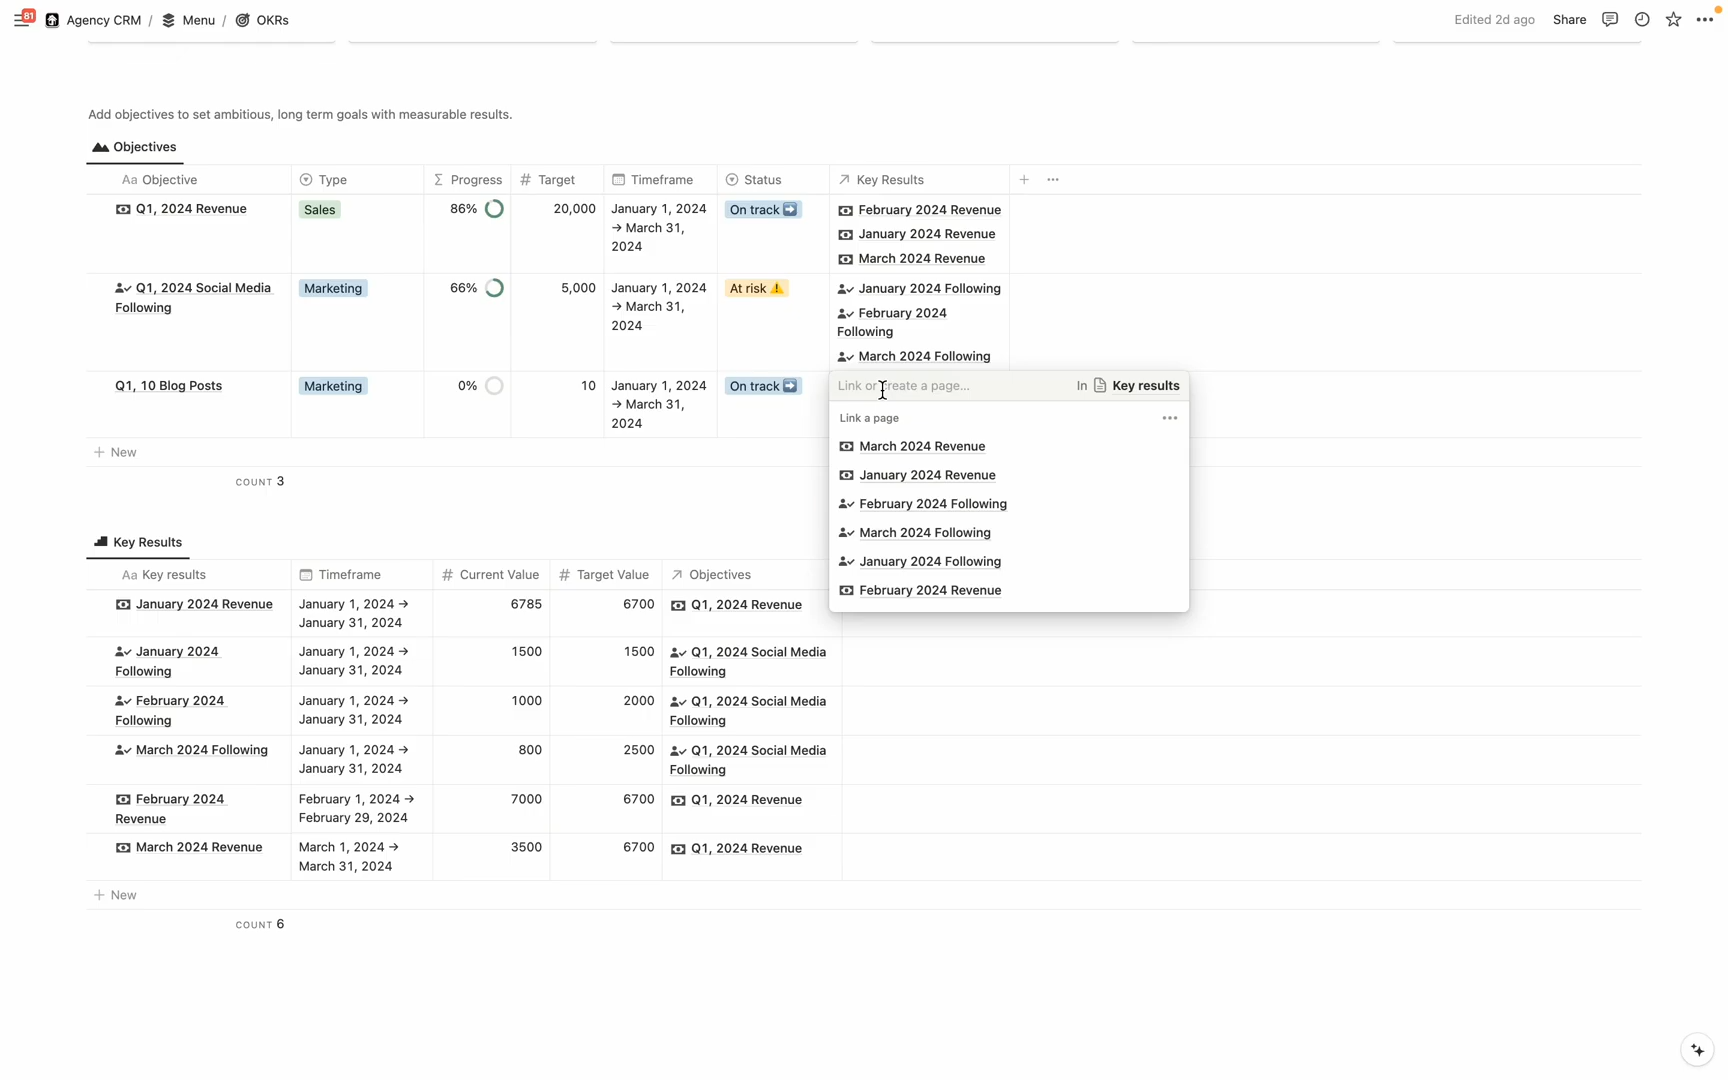 81 Agency CRM / Menu / OKRs Edited 2d ago Share
Add objectives to set ambitious, long term goals with measurable results.
Objectives
Aa Objective Type Σ Progress # Target Timeframe Status Key Results
Q1, 2024 Revenue Sales 86% 20,000 January 1, 2024 On track February 2024 Revenue
→ March 31, January 2024 Revenue
2024 March 2024 Revenue
Q1, 2024 Social Media Marketing 66% 5,000 January 1, 2024 At risk January 2024 Following
Following → March 31, February 2024
2024 Following
March 2024 Following
Q1, 10 Blog Posts Marketing 0% 10 January 1, 2024 On track Link or create a page... In Key results
→ March 31,
2024
Link a page
March 2024 Revenue
January 2024 Revenue
February 2024 Following
March 2024 Following
January 2024 Following
February 2024 Revenue
+ New
COUNT 3
Key Results
Aa Key results Timeframe # Current Value # Target Value Objectives
January 2024 Revenue January 1, 2024 → 6785 6700 Q1, 2024 Revenue
January 31, 2024
January 2024 January 1, 2024 → 1500 1500 Q1, 2024 Social Media
Following January 31, 2024 Following
February 2024 January 1, 2024 → 1000 2000 Q1, 2024 Social Media
Following January 31, 2024 Following
March 2024 Following January 1, 2024 → 800 2500 Q1, 2024 Social Media
January 31, 2024 Following
February 2024 February 1, 2024 → 7000 6700 Q1, 2024 Revenue
Revenue February 29, 2024
March 2024 Revenue March 1, 2024 → 3500 6700 Q1, 2024 Revenue
March 31, 2024
+ New
COUNT 6